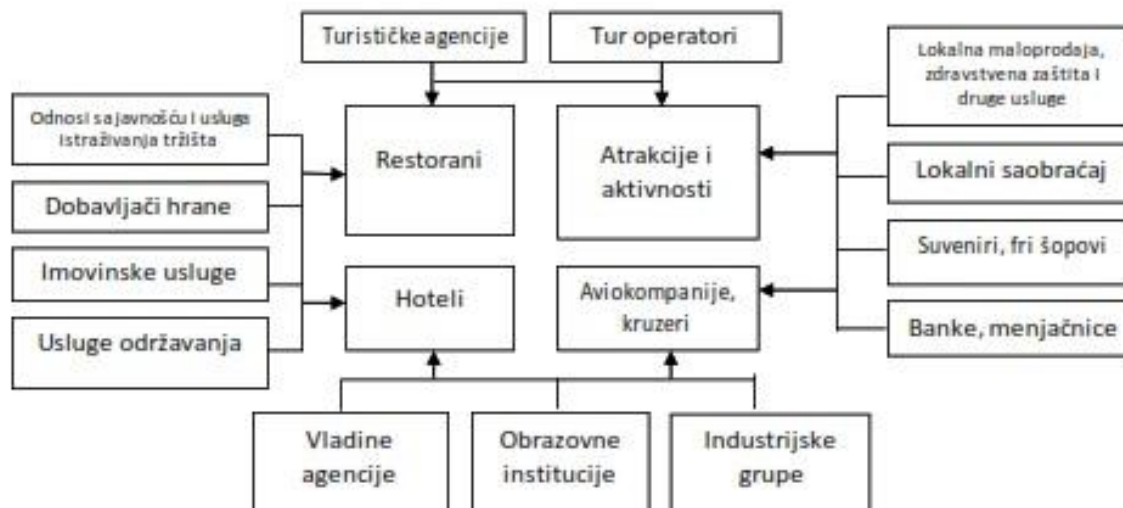 Turističke agencije
Tur operatori
Lokalna maloprodaja,
zdravstvena zaštita i
druge usluge
Odnosi sa javnošću i usluga
istraživanja tržišta
Restorani
Atrakcije i
aktivnosti
Lokalni saobraćaj
Dobavljači hrane
Suveniri, fri šopovi
Imovinske usluge
Hoteli
Aviokompanije,
kruzeri
Banke, menjačnice
Usluge održavanja
Vladine
agencije
Obrazovne
institucije
Industrijske
grupe